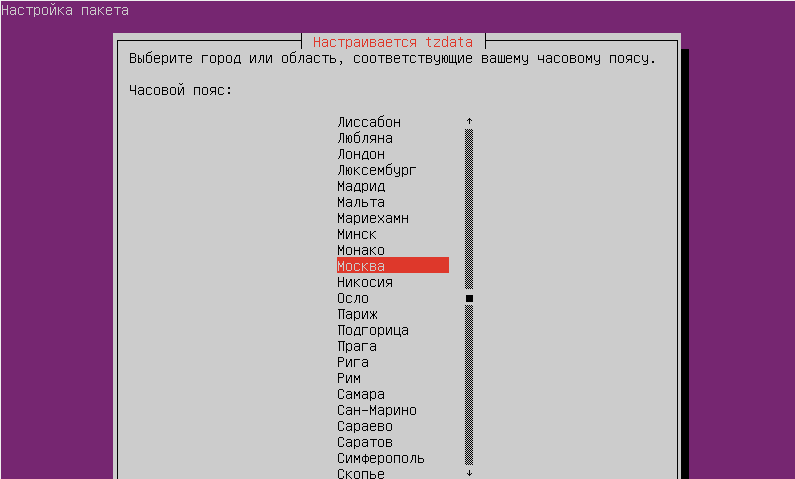 Настройка пакета
Настраивается tzdata
Выберите город или область, соответствующие вашему часовому поясу.
Часовой пояс:
Лиссабон
Любляна
Лондон
Люксембург
Мадрид
Мальта
Мариехамн
Минск
Монако
Москва
Никосия
Осло
Париж
Подгорица
Прага
Рига
Рим
Самара
Сан-Марино
Сараево
Саратов
Симферополь
Скопье